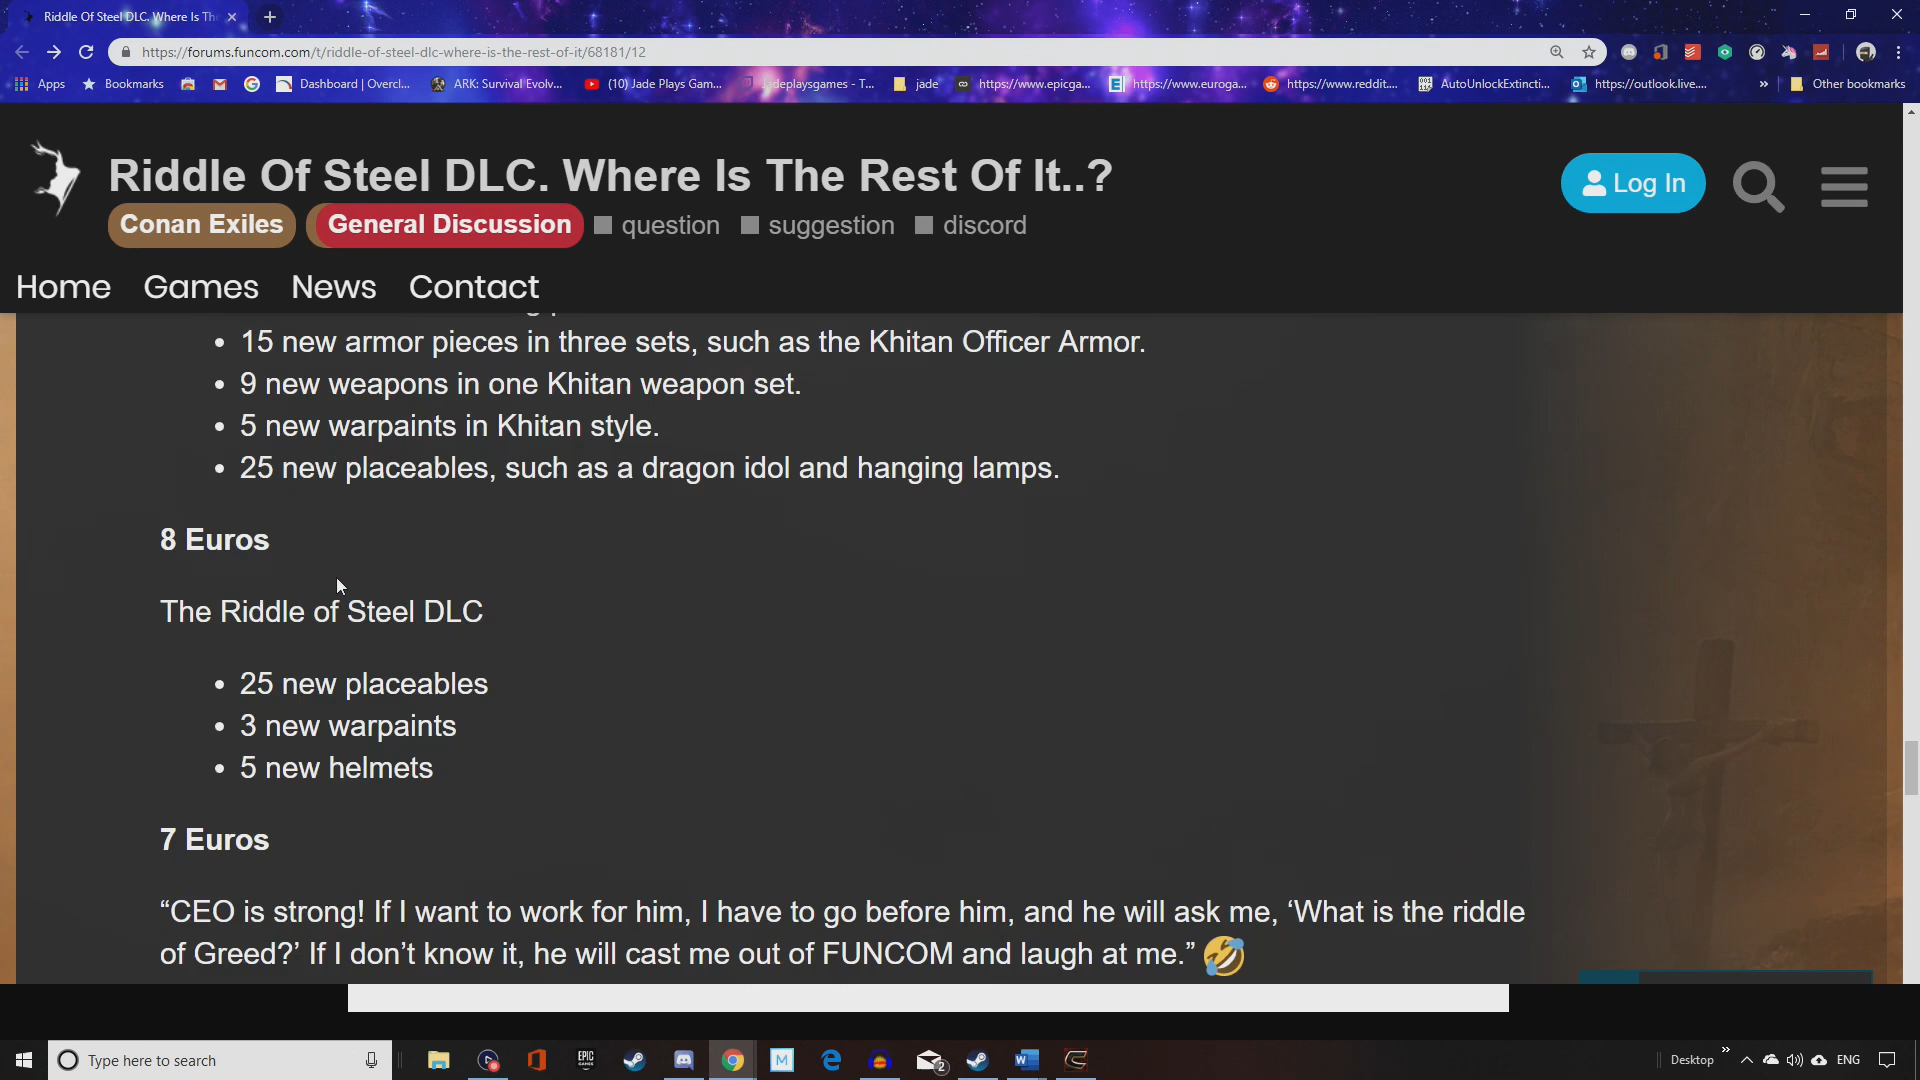 Riddle Of Steel DLC. Where Is The
https://forums.funcom.com/t/riddle-of-steel-dlc-where-is-the-rest-of-it/68181/12
Apps
Bookmarks
Dashboard | Overcl...
ARK: Survival Evolv...
(10) Jade Plays Gam...
jadeplaysgames - T...
jade
https://www.epicga...
https://www.euroga...
https://www.reddit....
AutoUnlockExtincti...
https://outlook.live....
»
Other bookmarks
Riddle Of Steel DLC. Where Is The Rest Of It..?
Conan Exiles
General Discussion
question
suggestion
discord
Log In
Home
Games
News
Contact
• 15 new armor pieces in three sets, such as the Khitan Officer Armor.
• 9 new weapons in one Khitan weapon set.
• 5 new warpaints in Khitan style.
• 25 new placeables, such as a dragon idol and hanging lamps.
8 Euros
The Riddle of Steel DLC
• 25 new placeables
• 3 new warpaints
• 5 new helmets
7 Euros
“CEO is strong! If I want to work for him, I have to go before him, and he will ask me, ‘What is the riddle
of Greed?’ If I don’t know it, he will cast me out of FUNCOM and laugh at me.” 🤣
Type here to search
EPIC
GAMES
M
2
W
Desktop
»
ENG